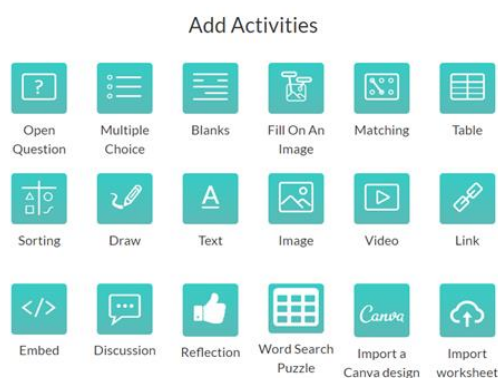 Add Activities
?
Open Question
Multiple Choice
Blanks
Fill On An Image
Matching
Table
Sorting
A
Draw
Text
Image
Video
Link
</>
Canva
Embed
Discussion
Reflection
Word Search Puzzle
Import a Canva design
Import worksheet